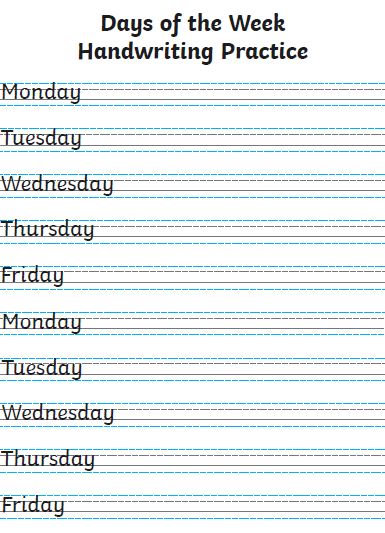 Days of the Week
Handwriting Practice
Monday
Tuesday
Wednesday
Thursday
Friday
Monday
Tuesday
Wednesday
Thursday
Friday